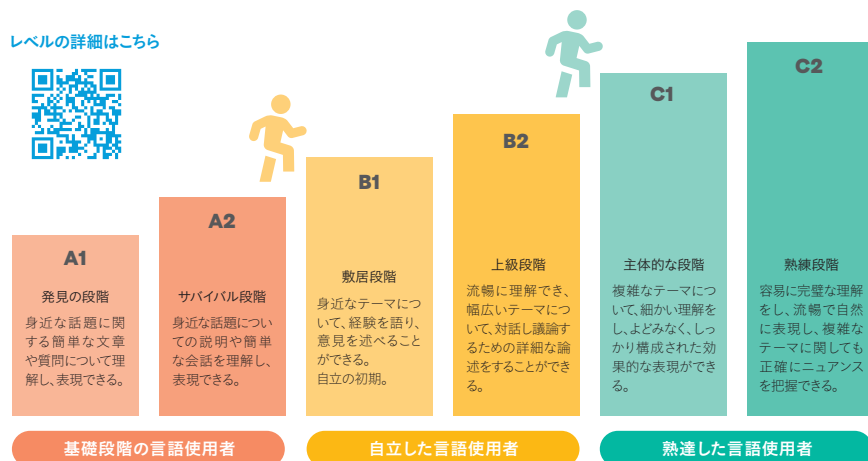 レベルの詳細はこちら
A1
発見の段階
身近な話題に関
する簡単な文章
や質問について理
解し、表現できる。
A2
サバイバル段階
身近な話題につい
ての説明や簡単
な会話を理解し、
表現できる。
B1
敷居段階
身近なテーマにつ
いて、経験を語り、
意見を述べること
ができる。
自立の初期。
B2
上級段階
流暢に理解でき、
幅広いテーマに
ついて、対話し議論す
るための詳細な論
述をすることができ
る。
C1
主体的な段階
複雑なテーマにつ
いて、細かい理解を
し、よどみなく、しっ
かり構成された効
果的な表現ができ
る。
C2
熟練段階
容易に完璧な理解
をし、流暢で自然
に表現し、複雑な
テーマに関しても
正確にニュアンス
を把握できる。
基礎段階の言語使用者
自立した言語使用者
熟達した言語使用者